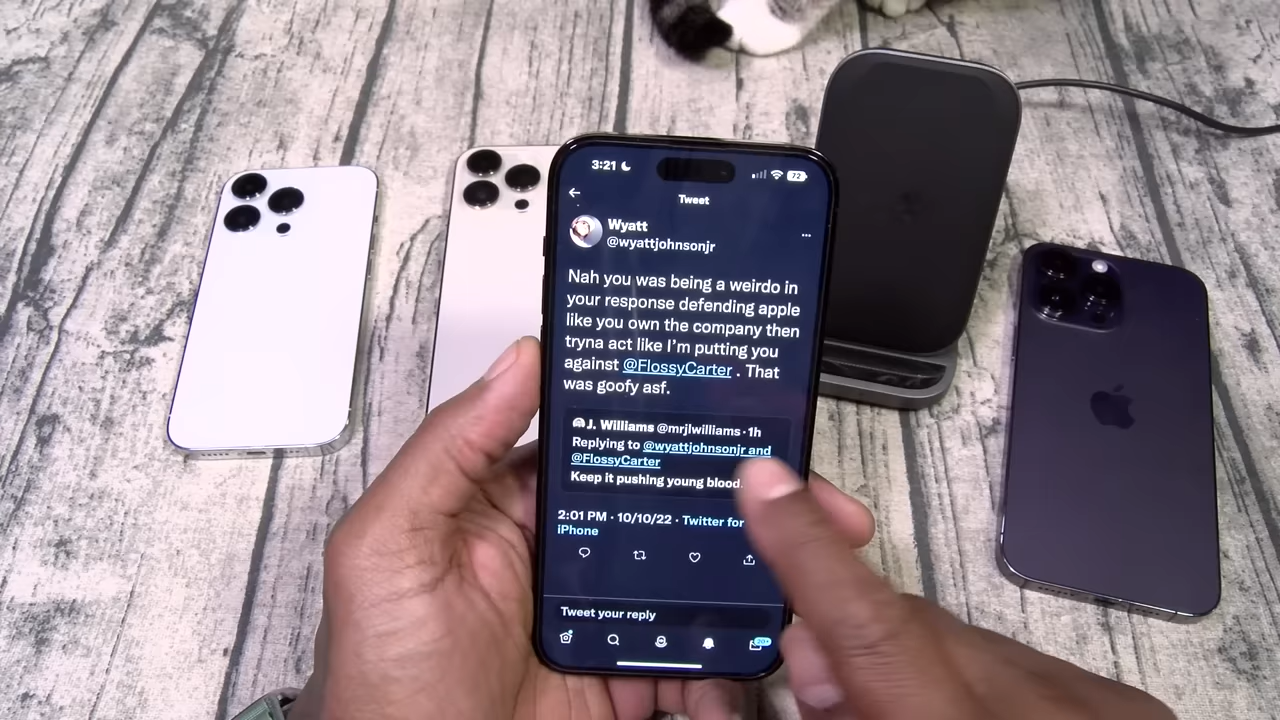 3:21
72
Tweet
Wyatt
@wyattjohnsonjr
Nah you was being a weirdo in
your response defending apple
like you own the company then
tryna act like I'm putting you
against @FlossyCarter . That
was goofy asf.
J. Williams @mrjlwilliams · 1h
Replying to @wyattjohnsonjr and
@FlossyCarter
Keep it pushing young blood.
2:01 PM · 10/10/22 · Twitter for
iPhone
Tweet your reply
20+